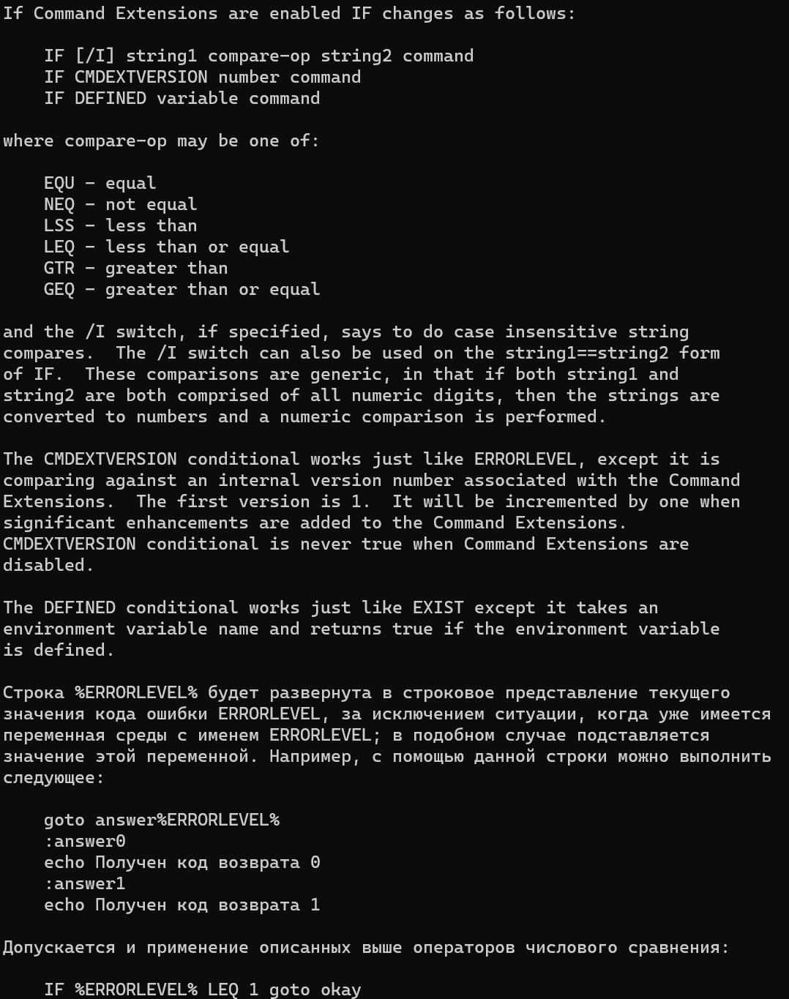 If Command Extensions are enabled IF changes as follows:
IF [/I] string1 compare-op string2 command
IF CMDEXTVERSION number command
IF DEFINED variable command
where compare-op may be one of:
EQU - equal
NEQ - not equal
LSS - less than
LEQ - less than or equal
GTR - greater than
GEQ - greater than or equal
and the /I switch, if specified, says to do case insensitive string
compares.  The /I switch can also be used on the string1==string2 form
of IF.  These comparisons are generic, in that if both string1 and
string2 are both comprised of all numeric digits, then the strings are
converted to numbers and a numeric comparison is performed.
The CMDEXTVERSION conditional works just like ERRORLEVEL, except it is
comparing against an internal version number associated with the Command
Extensions.  The first version is 1.  It will be incremented by one when
significant enhancements are added to the Command Extensions.
CMDEXTVERSION conditional is never true when Command Extensions are
disabled.
The DEFINED conditional works just like EXIST except it takes an
environment variable name and returns true if the environment variable
is defined.
Строка %ERRORLEVEL% будет развернута в строковое представление текущего
значения кода ошибки ERRORLEVEL, за исключением ситуации, когда уже имеется
переменная среды с именем ERRORLEVEL; в подобном случае подставляется
значение этой переменной. Например, с помощью данной строки можно выполнить
следующее:
goto answer%ERRORLEVEL%
:answer0
echo Получен код возврата 0
:answer1
echo Получен код возврата 1
Допускается и применение описанных выше операторов числового сравнения:
IF %ERRORLEVEL% LEQ 1 goto okay